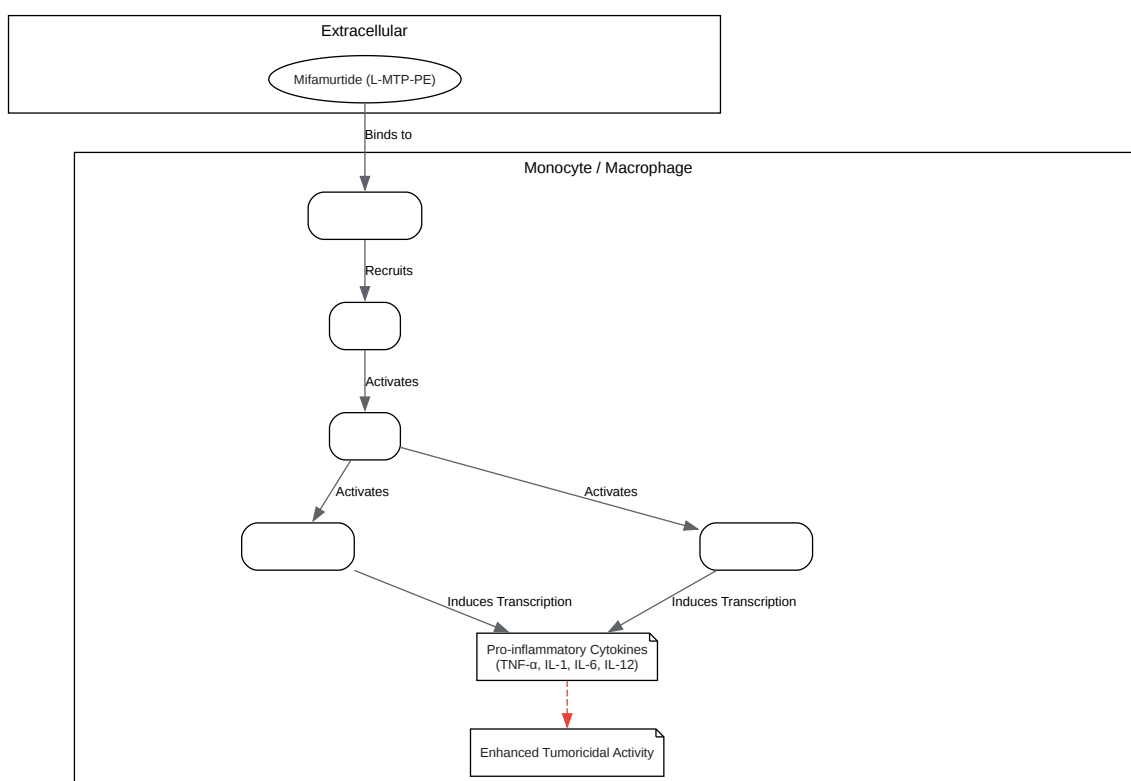 Extracellular
Mifamurtide (L-MTP-PE)
Binds to
Monocyte / Macrophage
Recruits
Activates
Activates
Activates
Induces Transcription
Induces Transcription
Pro-inflammatory Cytokines
(TNF-α, IL-1, IL-6, IL-12)
Enhanced Tumoricidal Activity